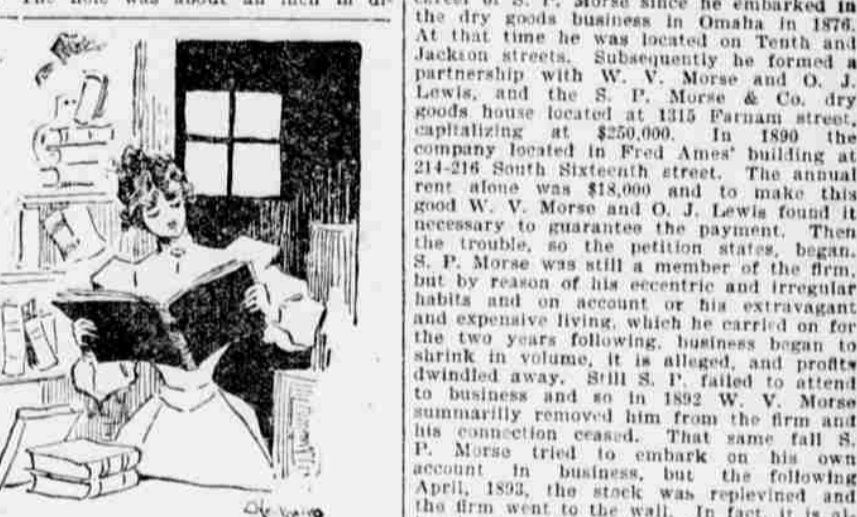 The hole was about an inch in di-
career of S. P. Morse since he embarked in
the dry goods business in Omaha in 1876.
At that time he was located on Tenth and
Jackson streets. Subsequently he formed a
partnership with W. V. Morse and O. J.
Lewis, and the S. P. Morse & Co. dry
goods house located at 1315 Farnam street,
capitalizing at $250,000. In 1890 the
company located in Fred Ames' building at
214-216 South Sixteenth street. The annual
rent alone was $18,000 and to make this
good W. V. Morse and O. J. Lewis found it
necessary to guarantee the payment. Then
the trouble, so the petition states, began.
S. P. Morse was still a member of the firm,
but by reason of his eccentric and irregular
habits and on account or his extravagant
and expensive living, which he carried on for
the two years following, business began to
shrink in volume, it is alleged, and profits
dwindled away. Still S. P. failed to attend
to business and so in 1892 W. V. Morse
summarilly removed him from the firm and
his connection ceased. That same fall S.
P. Morse tried to embark on his own
account in business, but the following
April, 1893, the stock was replevined and
the firm went to the wall. In fact, it is al-